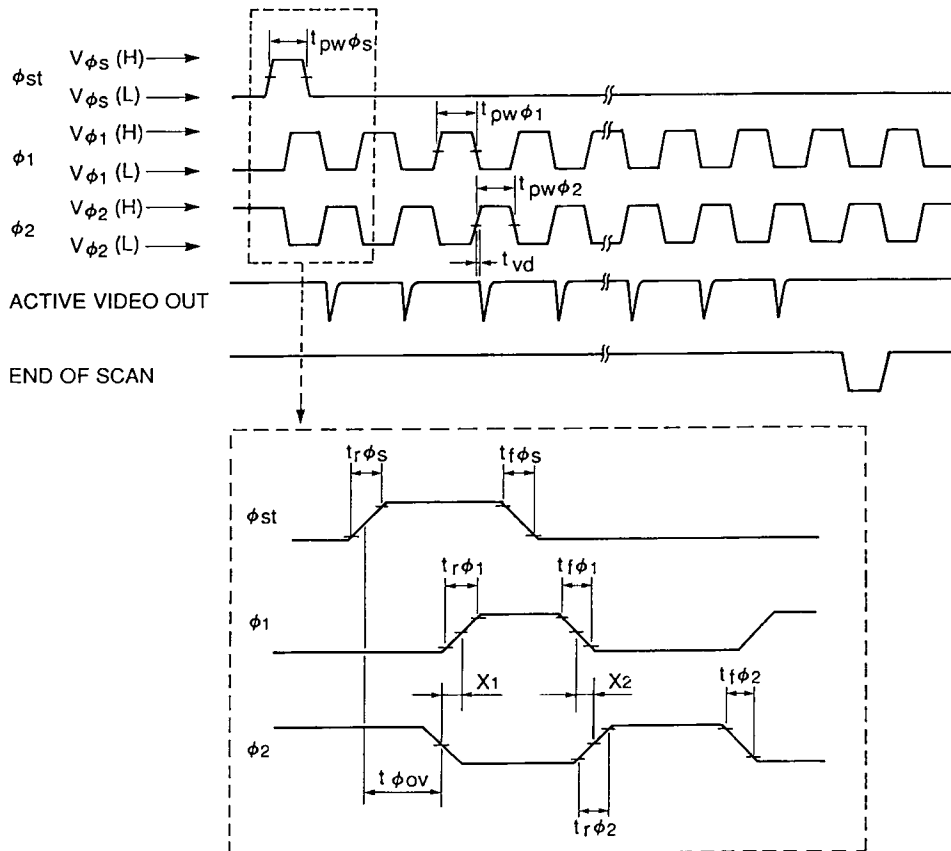 tpwφs
Vφs (H)
φst
Vφs (L)
tpwφ1
Vφ1 (H)
φ1
Vφ1 (L)
tpwφ2
Vφ2 (H)
φ2
Vφ2 (L)
tvd
ACTIVE VIDEO OUT
END OF SCAN
trφs
tfφs
φst
trφ1
tfφ1
φ1
X1
X2
tfφ2
φ2
tφov
trφ2